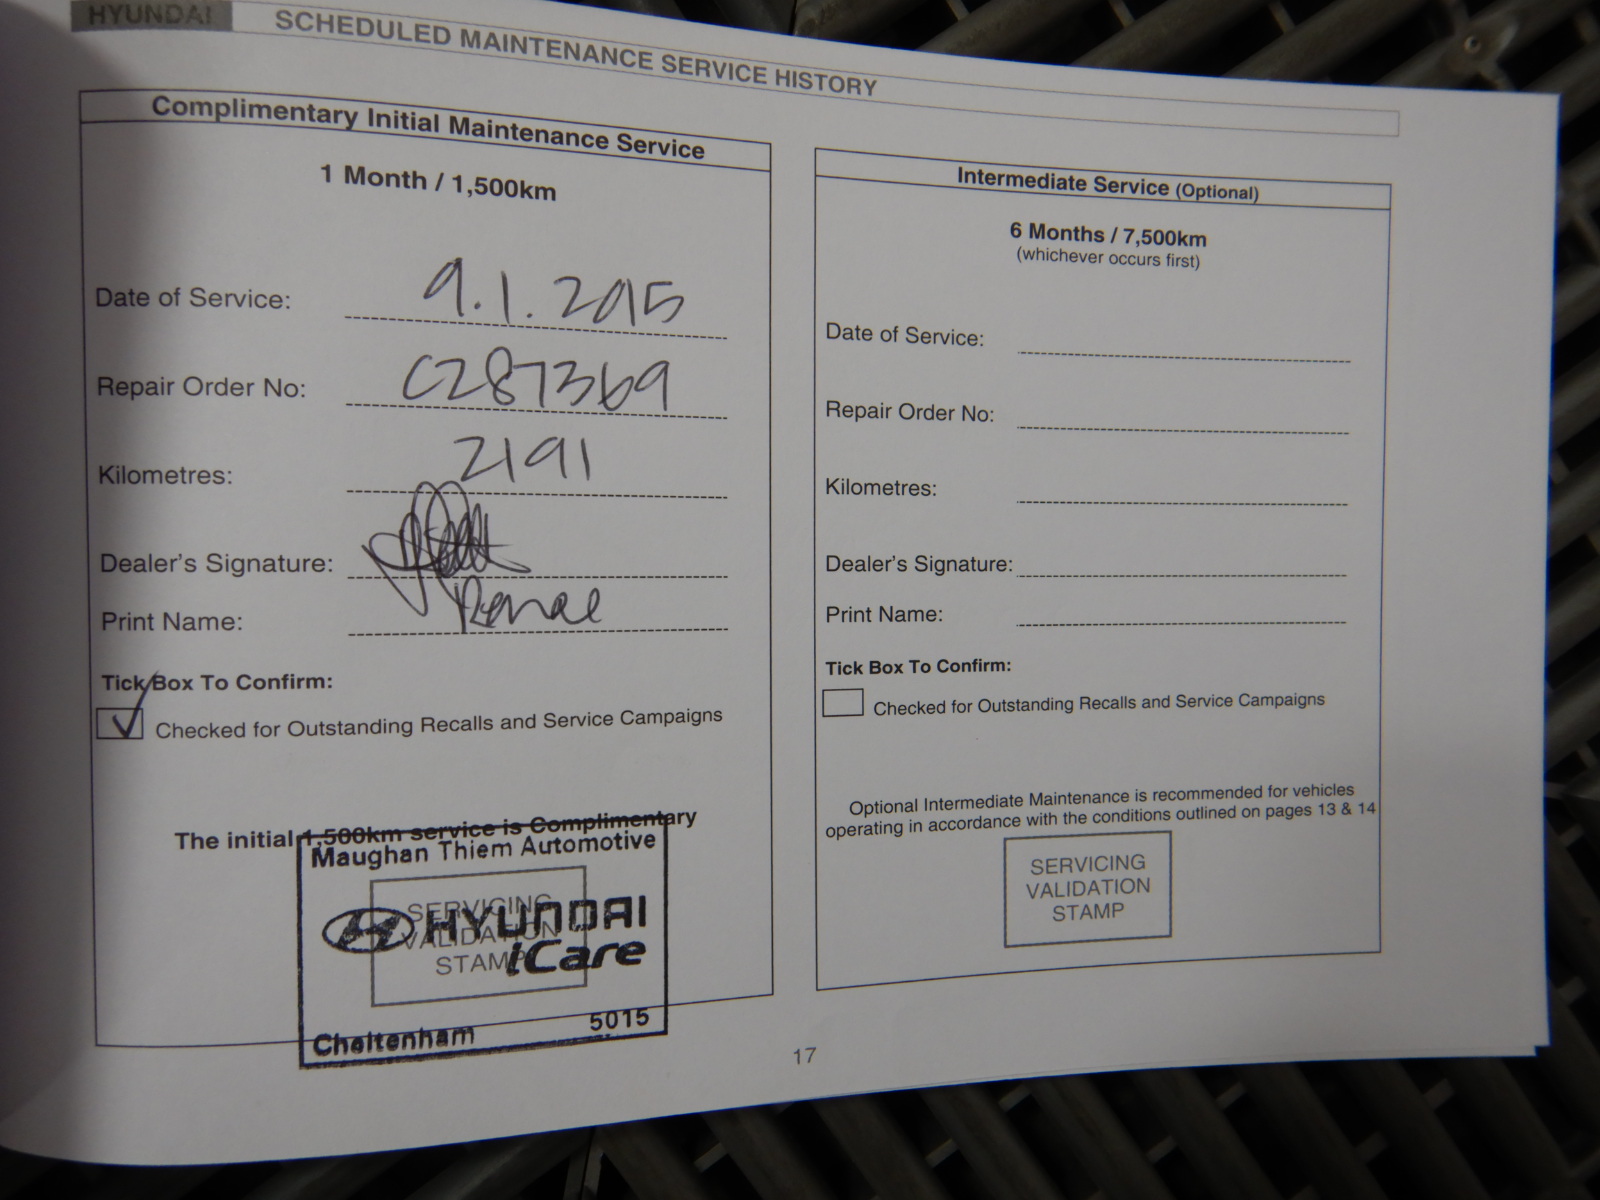 HYUNDAI
SCHEDULED MAINTENANCE SERVICE HISTORY
Complimentary Initial Maintenance Service
1 Month / 1,500km
Date of Service: 9.1.2015
Repair Order No: C287369
Kilometres: 2191
Dealer's Signature:
Print Name: Renae
Tick Box To Confirm:
Checked for Outstanding Recalls and Service Campaigns
The initial 1,500km service is Complimentary
Maughan Thiem Automotive
SERVICING
VALIDATION
STAMP
HYUNDAI
iCare
Cheltenham 5015
Intermediate Service (Optional)
6 Months / 7,500km
(whichever occurs first)
Date of Service:
Repair Order No:
Kilometres:
Dealer's Signature:
Print Name:
Tick Box To Confirm:
Checked for Outstanding Recalls and Service Campaigns
Optional Intermediate Maintenance is recommended for vehicles
operating in accordance with the conditions outlined on pages 13 & 14
SERVICING
VALIDATION
STAMP
17